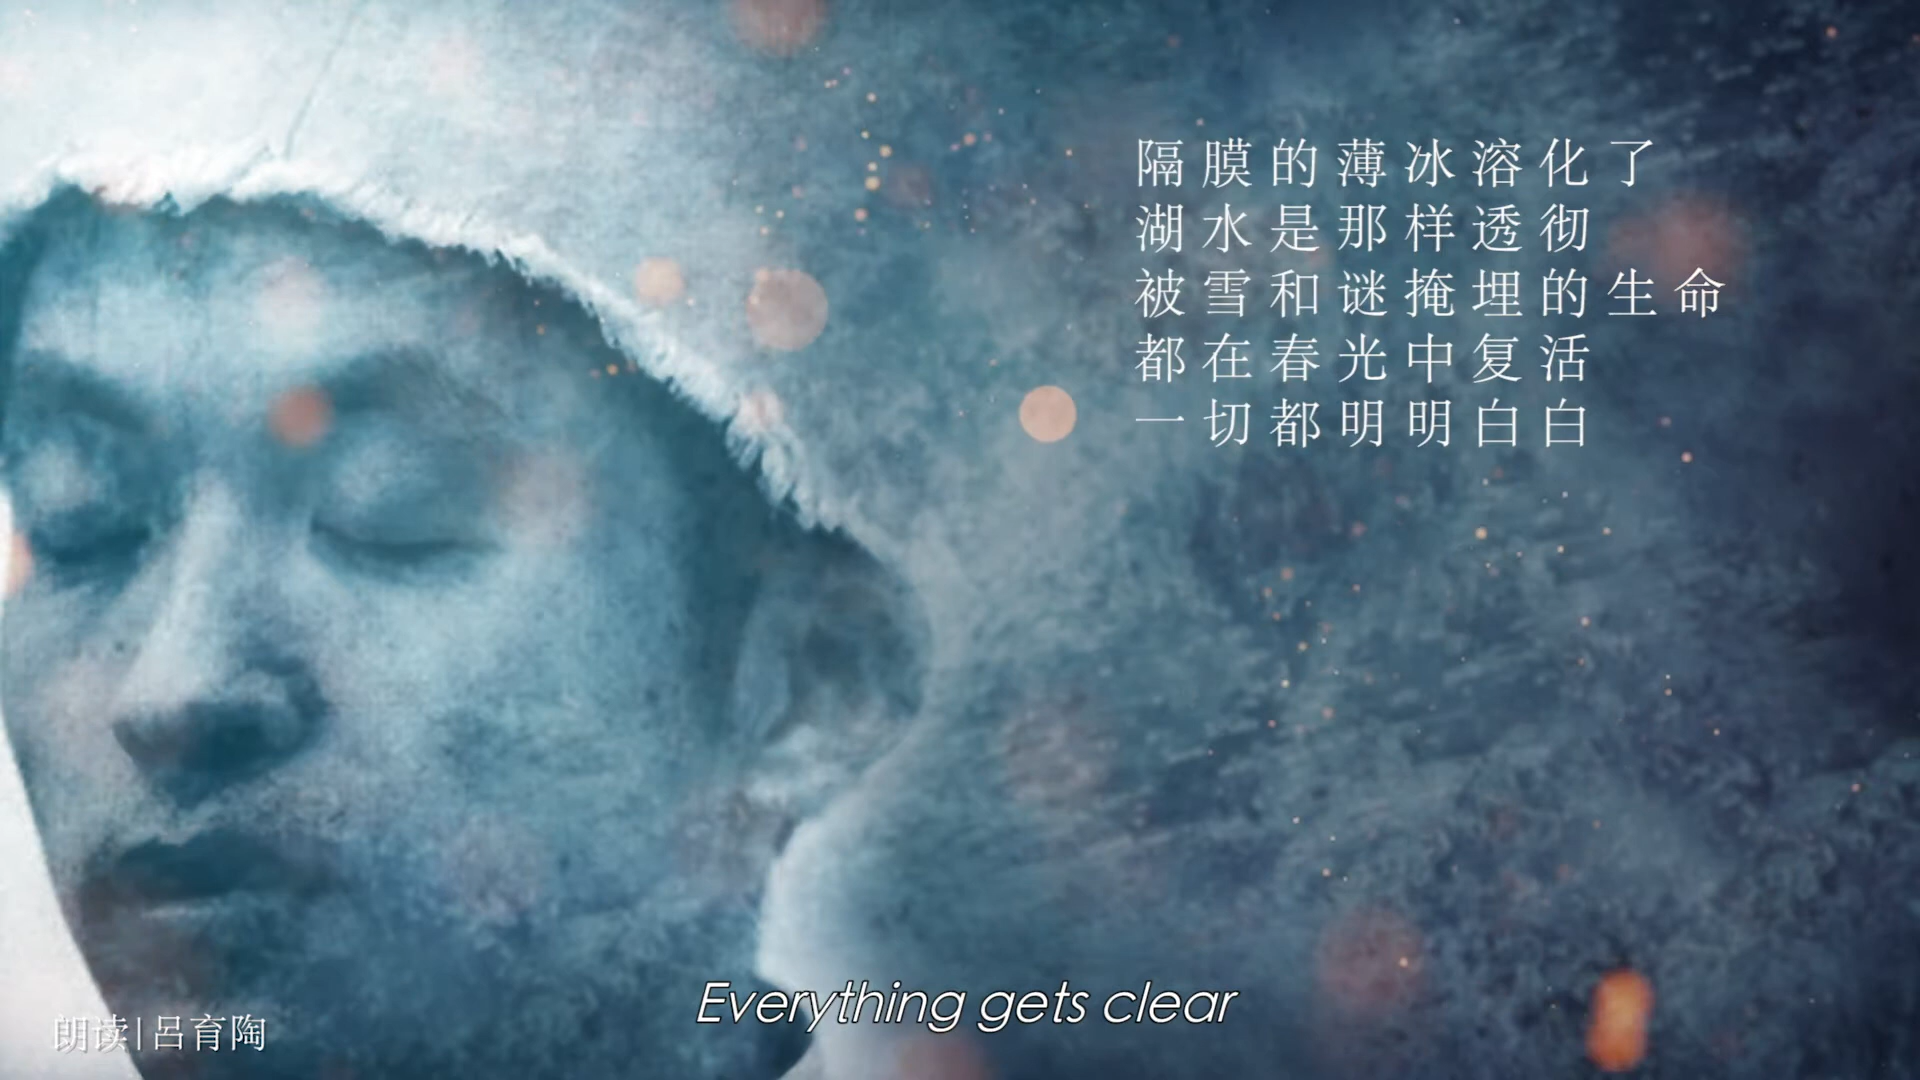 隔膜的薄冰溶化了
湖水是那样透彻
被雪和谜掩埋的生命
都在春光中复活
一切都明明白白
Everything gets clear
朗读|吕育陶